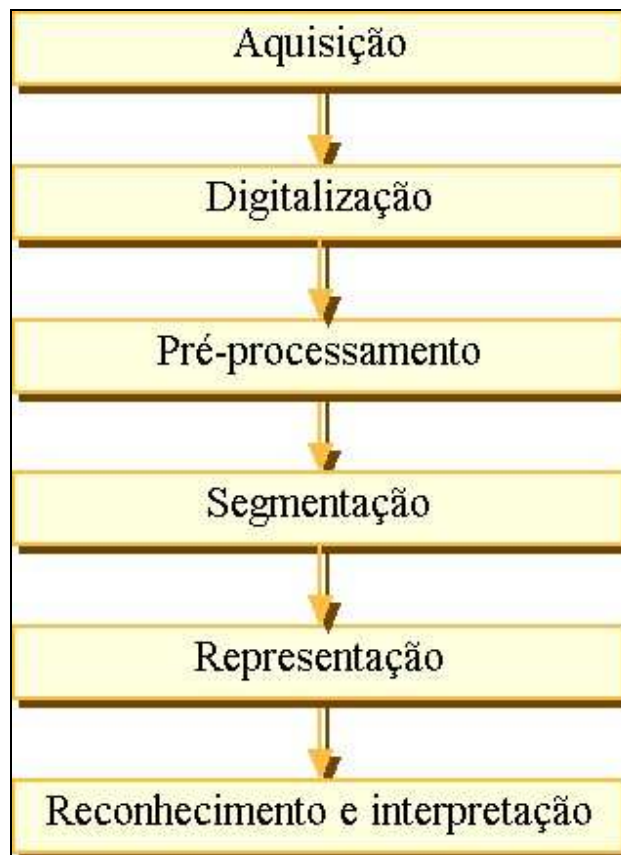 Aquisição
Digitalização
Pré-processamento
Segmentação
Representação
Reconhecimento e interpretação